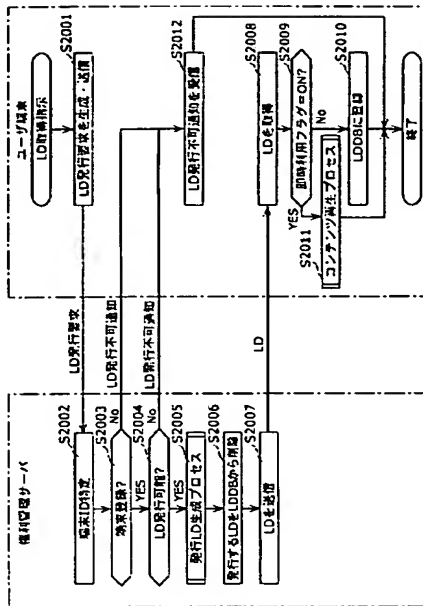 ユーザ端末
LD取得指示
LD発行要求を生成・送信
S2001
LD発行要求
権利管理サーバ
S2002
端末ID特定
S2003
端末登録?
No
LD発行不可通知
YES
S2004
LD発行可能?
No
LD発行不可通知
YES
S2005
発行LD生成プロセス
S2006
発行するLDをLDDBから削除
S2007
LDを送信
LD
S2012
LD発行不可通知を受信
S2008
LDを取得
S2009
即時利用フラグ=ON?
YES
No
S2011
コンテンツ再生プロセス
S2010
LDDBに登録
終了